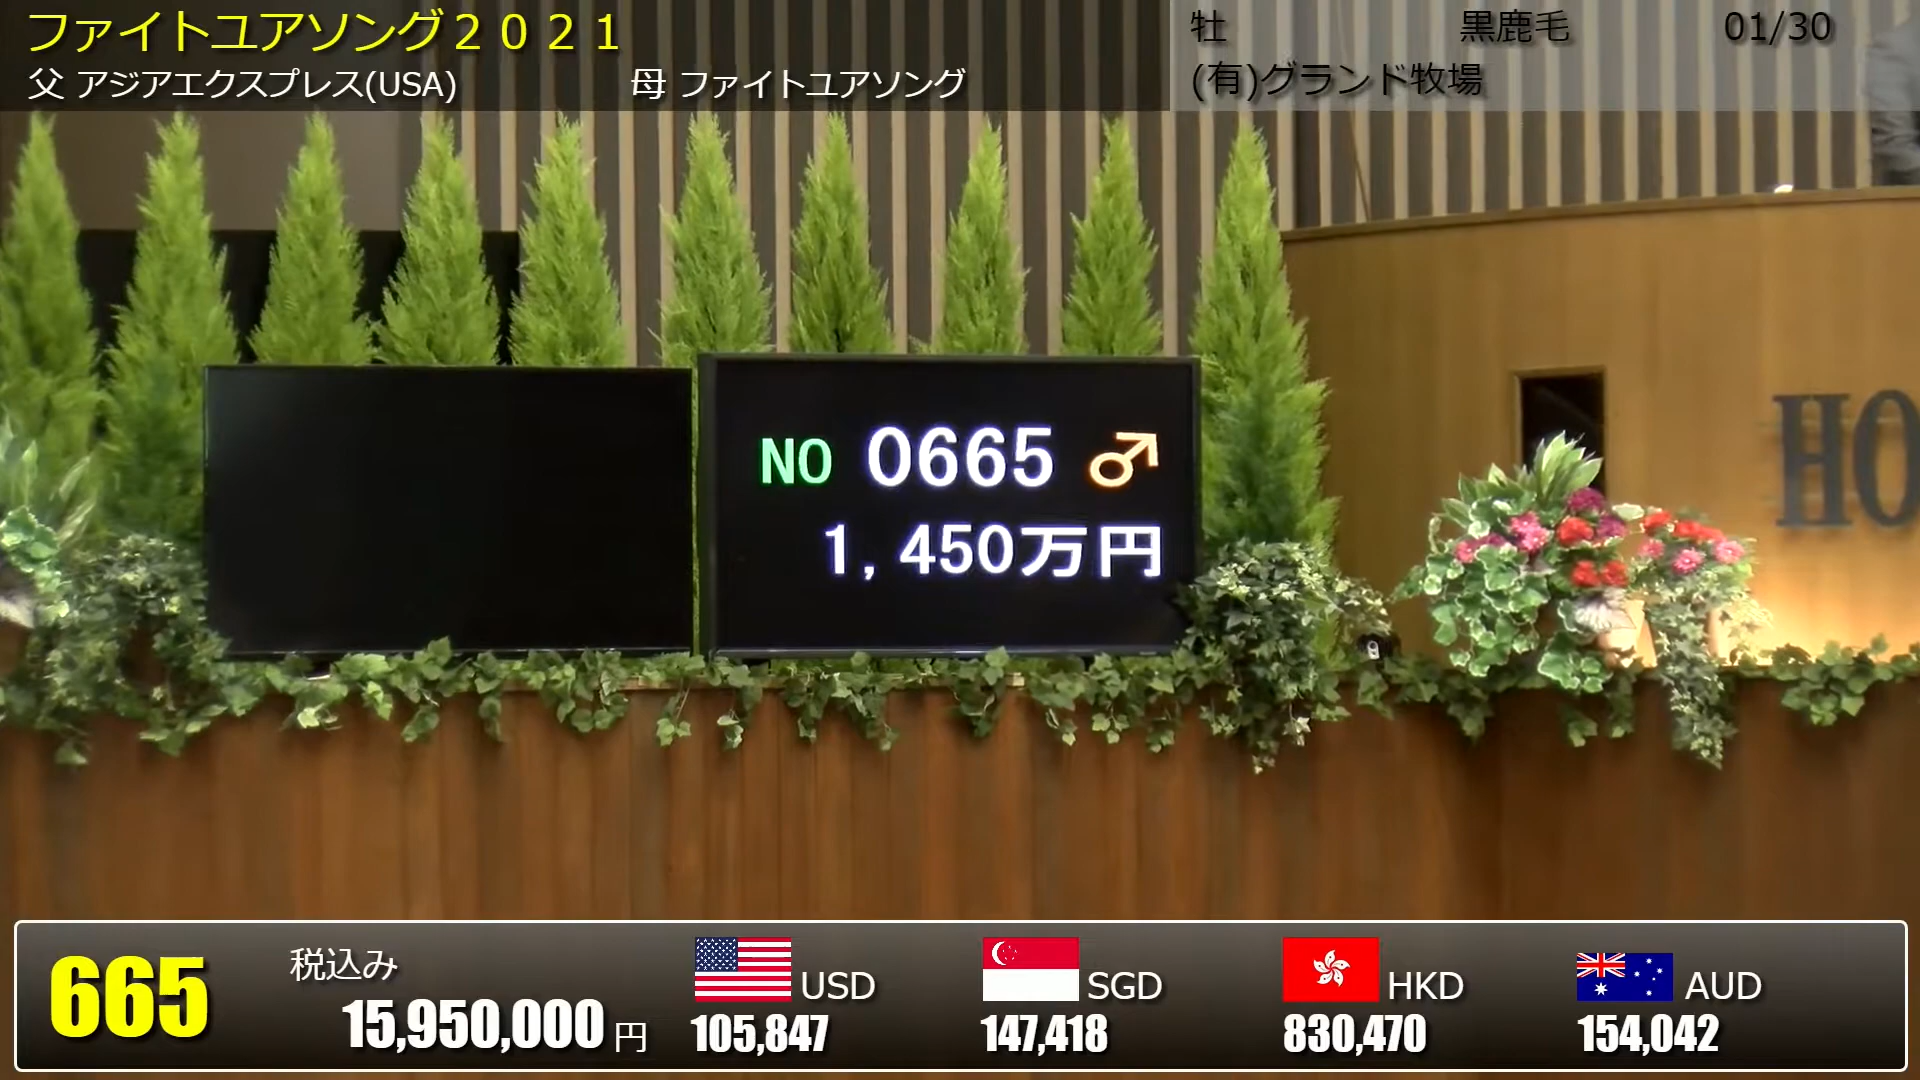 ファイトユアソング２０２１
父 アジアエクスプレス(USA) 母 ファイトユアソング
牡 黒鹿毛 01/30
(有)グランド牧場
NO 0665 ♂
1,450万円
HO
665
税込み
15,950,000 円
USD
105,847
SGD
147,418
HKD
830,470
AUD
154,042